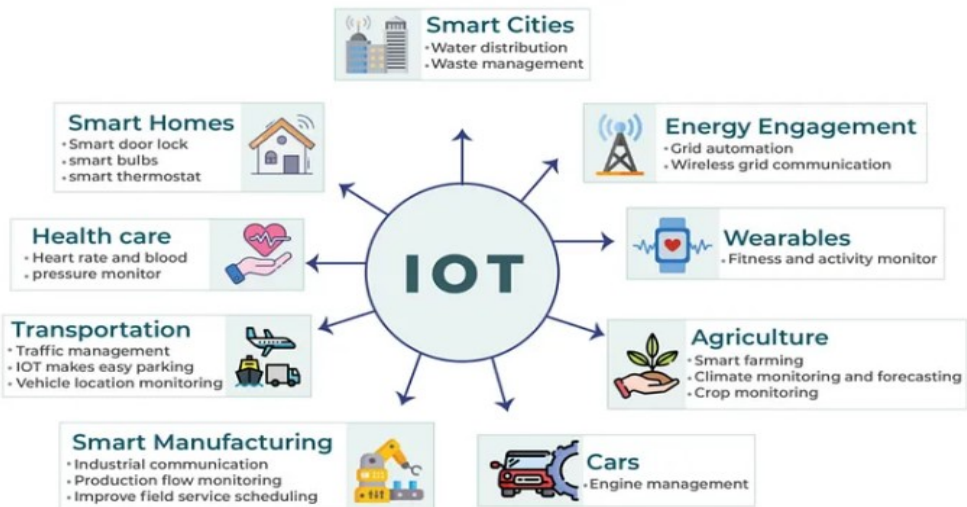 Smart Cities
• Water distribution
• Waste management
Smart Homes
• Smart door lock
• smart bulbs
• smart thermostat
Energy Engagement
• Grid automation
• Wireless grid communication
Health care
• Heart rate and blood
• pressure monitor
IOT
Wearables
• Fitness and activity monitor
Transportation
• Traffic management
• IOT makes easy parking
• Vehicle location monitoring
Agriculture
• Smart farming
• Climate monitoring and forecasting
• Crop monitoring
Smart Manufacturing
• Industrial communication
• Production flow monitoring
• Improve field service scheduling
Cars
• Engine management